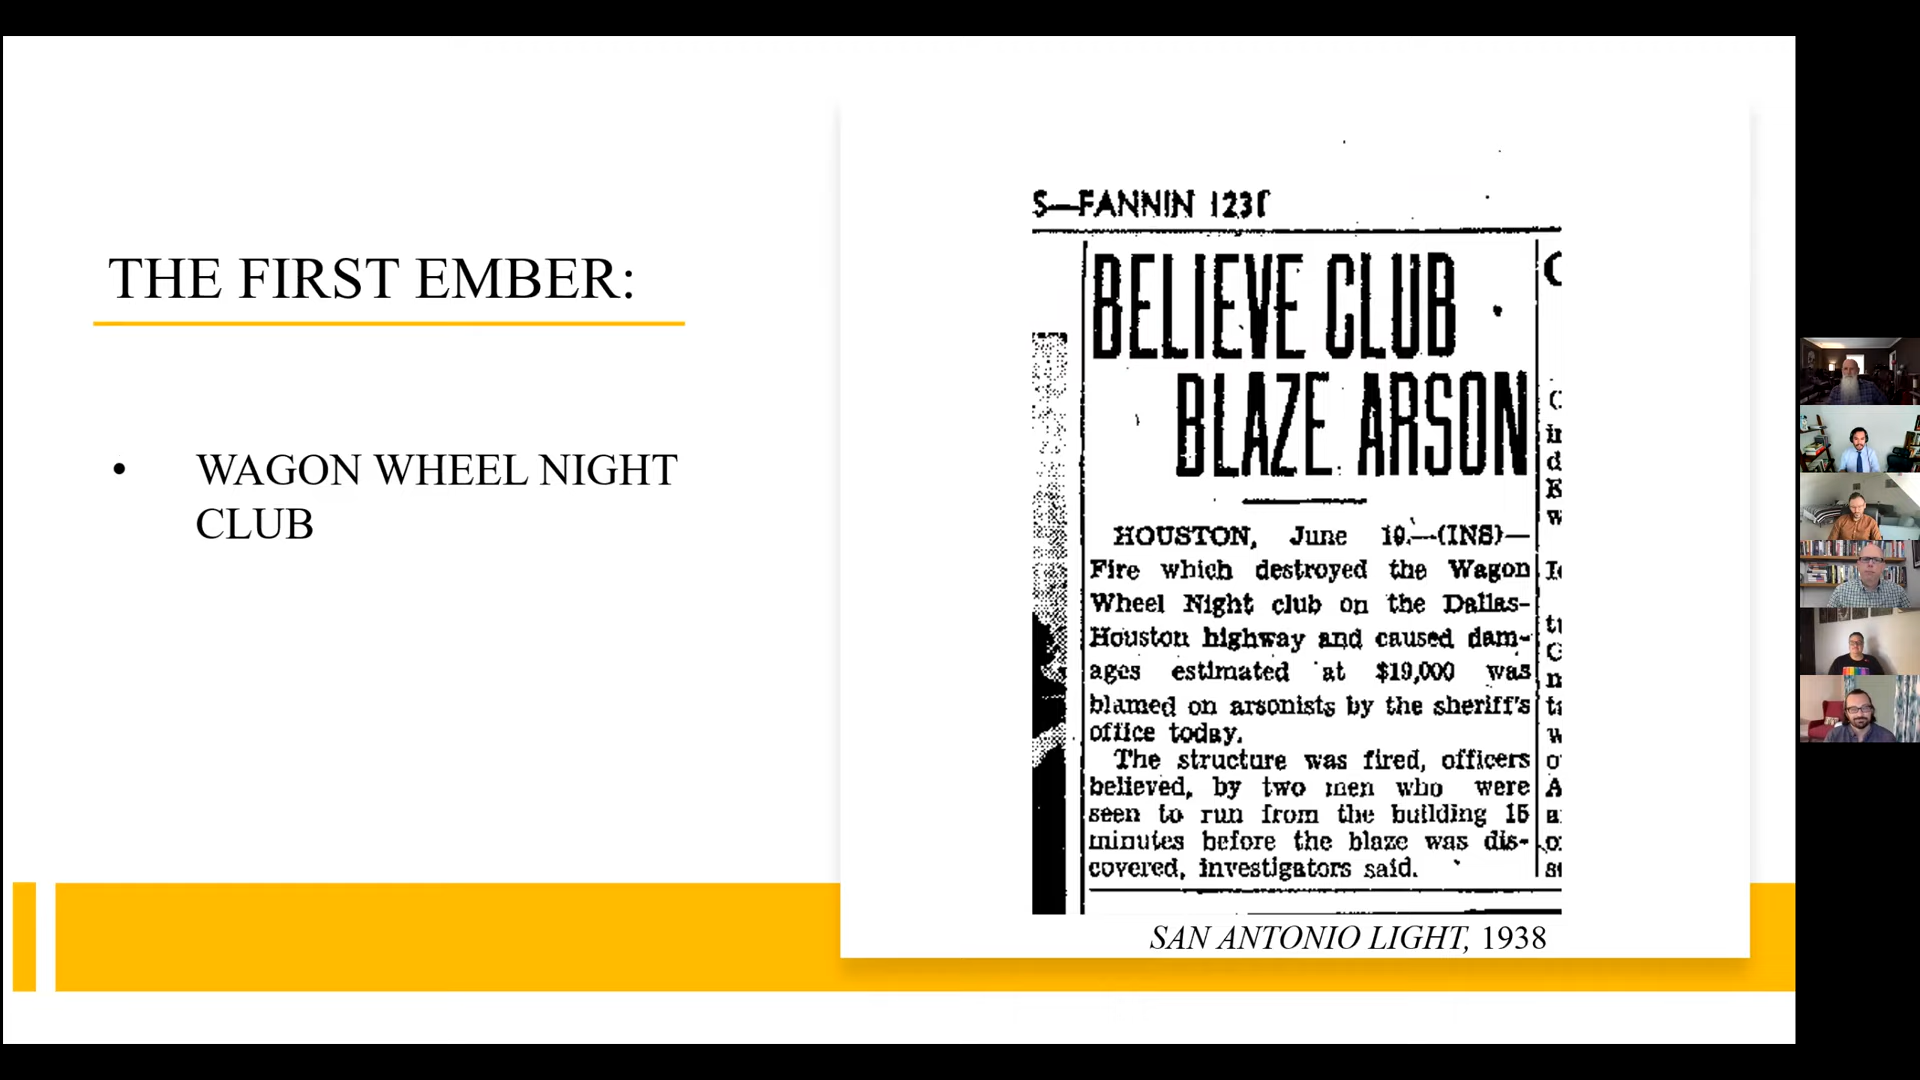 THE FIRST EMBER:
• WAGON WHEEL NIGHT
CLUB
S—FANNIN 1231
BELIEVE CLUB
BLAZE ARSON
HOUSTON, June 10.—(INS)—
Fire which destroyed the Wagon
Wheel Night club on the Dallas-
Houston highway and caused dam-
ages estimated at $19,000 was
blamed on arsonists by the sheriff's
office today.
The structure was fired, officers
believed, by two men who were
seen to run from the building 15
minutes before the blaze was dis-
covered, investigators said.
SAN ANTONIO LIGHT, 1938